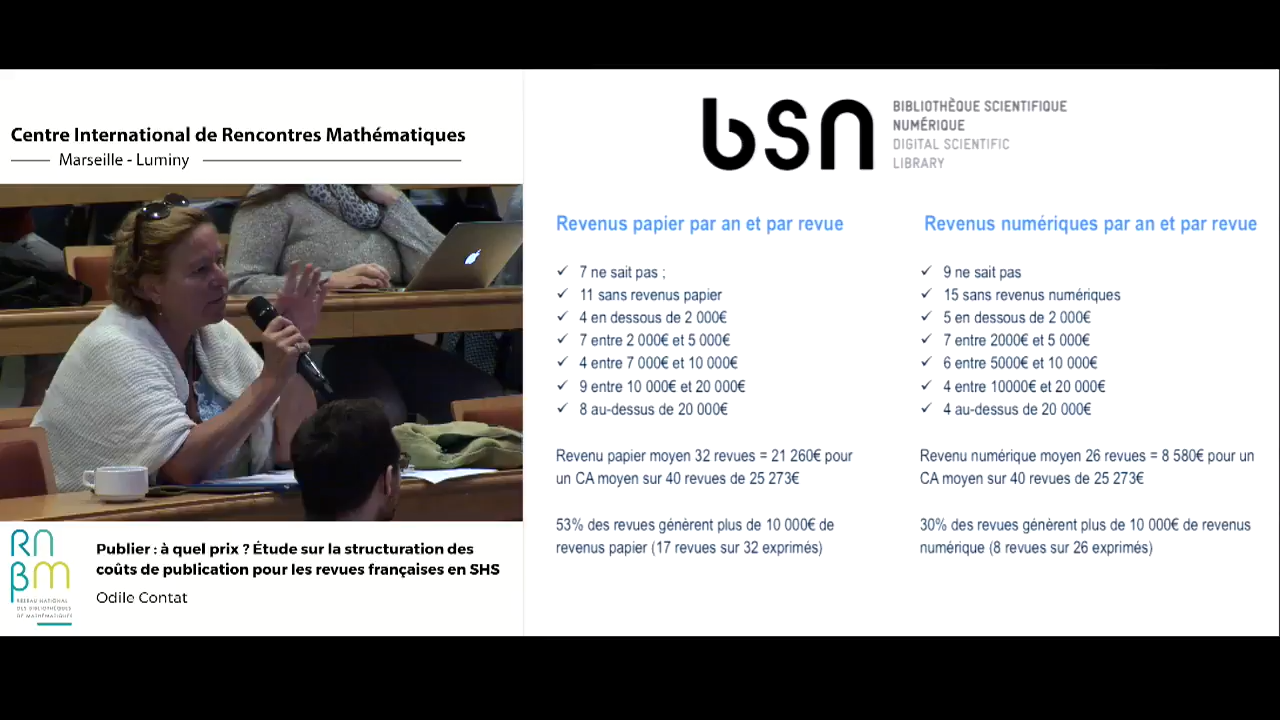 Centre International de Rencontres Mathématiques
Marseille - Luminy
RNBM
RÉSEAU NATIONAL
DES BIBLIOTHÈQUES
DE MATHÉMATIQUES
Publier : à quel prix ? Étude sur la structuration des
coûts de publication pour les revues françaises en SHS
Odile Contat
bsn
BIBLIOTHÈQUE SCIENTIFIQUE
NUMÉRIQUE
DIGITAL SCIENTIFIC
LIBRARY
Revenus papier par an et par revue
✓ 7 ne sait pas ;
✓ 11 sans revenus papier
✓ 4 en dessous de 2 000€
✓ 7 entre 2 000€ et 5 000€
✓ 4 entre 7 000€ et 10 000€
✓ 9 entre 10 000€ et 20 000€
✓ 8 au-dessus de 20 000€
Revenu papier moyen 32 revues = 21 260€ pour
un CA moyen sur 40 revues de 25 273€
53% des revues génèrent plus de 10 000€ de
revenus papier (17 revues sur 32 exprimés)
Revenus numériques par an et par revue
✓ 9 ne sait pas
✓ 15 sans revenus numériques
✓ 5 en dessous de 2 000€
✓ 7 entre 2000€ et 5 000€
✓ 6 entre 5000€ et 10 000€
✓ 4 entre 10000€ et 20 000€
✓ 4 au-dessus de 20 000€
Revenu numérique moyen 26 revues = 8 580€ pour un
CA moyen sur 40 revues de 25 273€
30% des revues génèrent plus de 10 000€ de revenus
numérique (8 revues sur 26 exprimés)